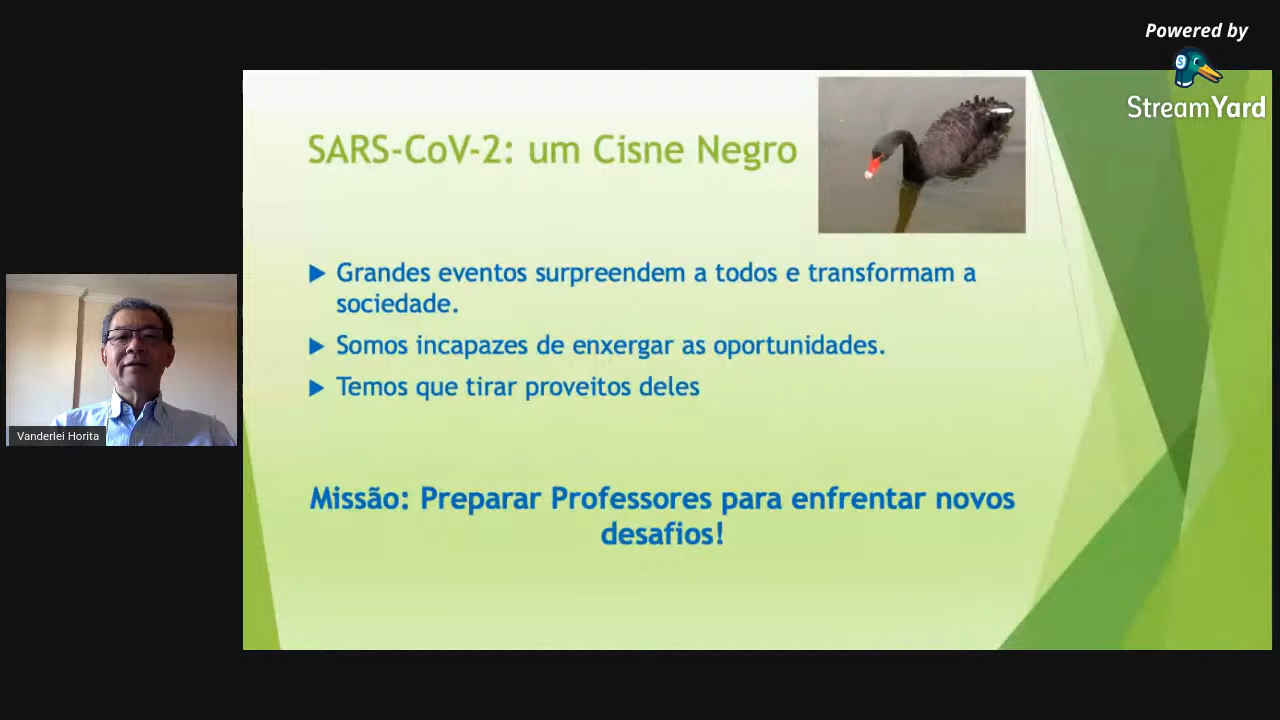 Powered by
StreamYard
SARS-CoV-2: um Cisne Negro
Grandes eventos surpreendem a todos e transformam a
sociedade.
Somos incapazes de enxergar as oportunidades.
Temos que tirar proveitos deles
Vanderlei Horita
Missão: Preparar Professores para enfrentar novos
desafios!